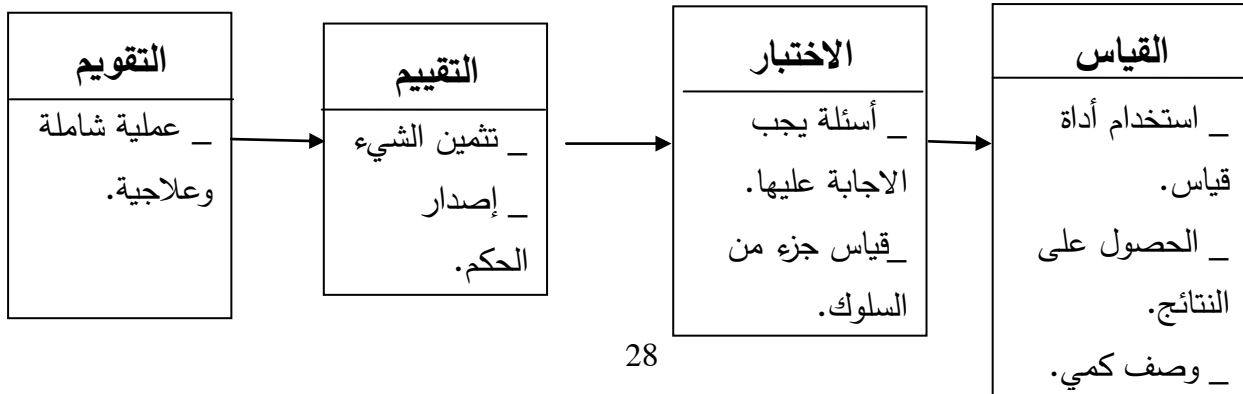 القياس
_ استخدام أداة
قياس.
_ الحصول على
النتائج.
_ وصف كمي.
الاختبار
_ أسئلة يجب
الاجابة عليها.
_قياس جزء من
السلوك.
التقييم
_ تثمين الشيء
_ إصدار
الحكم.
التقويم
_ عملية شاملة
وعلاجية.
28